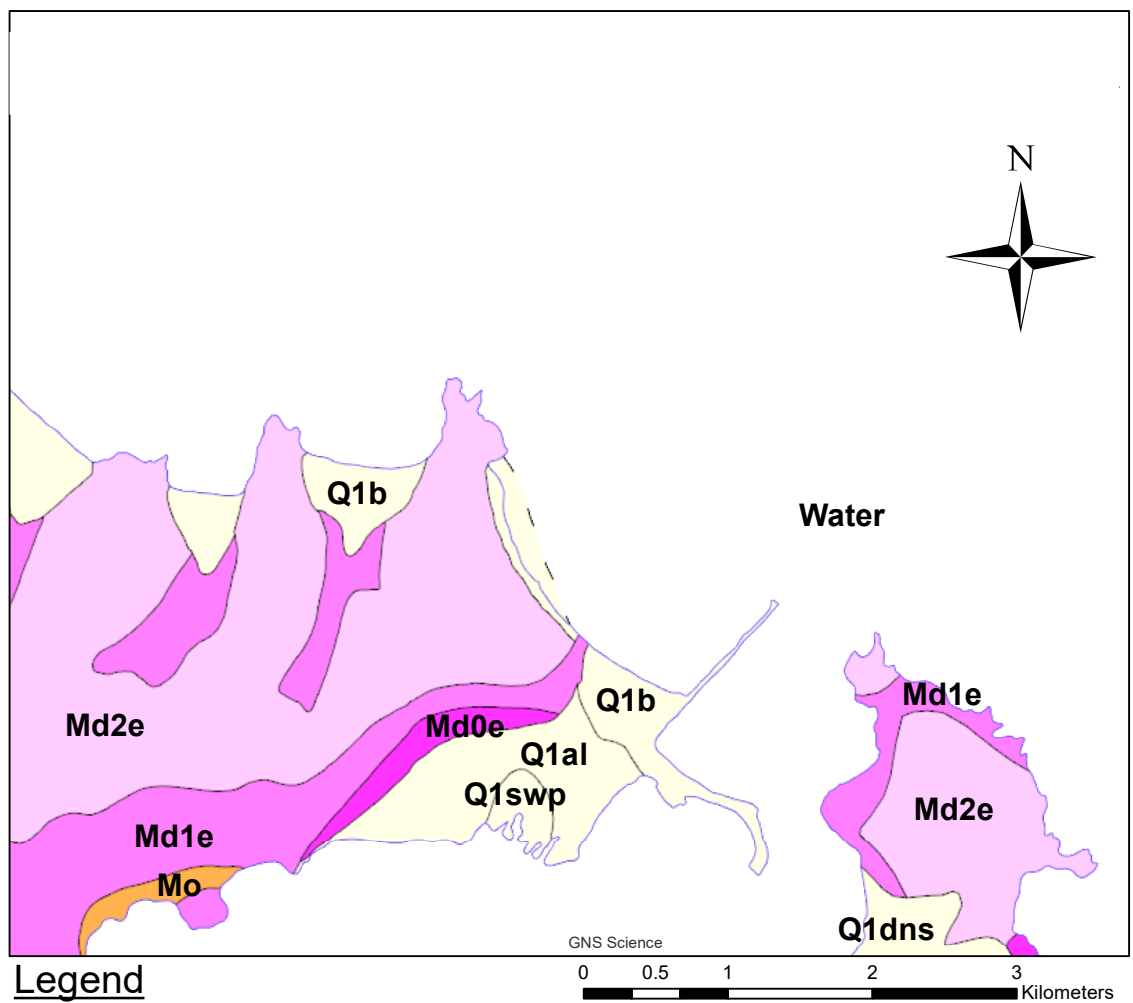 N
Q1b
Water
Md1e
Q1b
Md2e
Md0e
Q1al
Q1swp
Md2e
Md1e
Mo
Q1dns
GNS Science
Legend
0 0.5 1 2 3
Kilometers